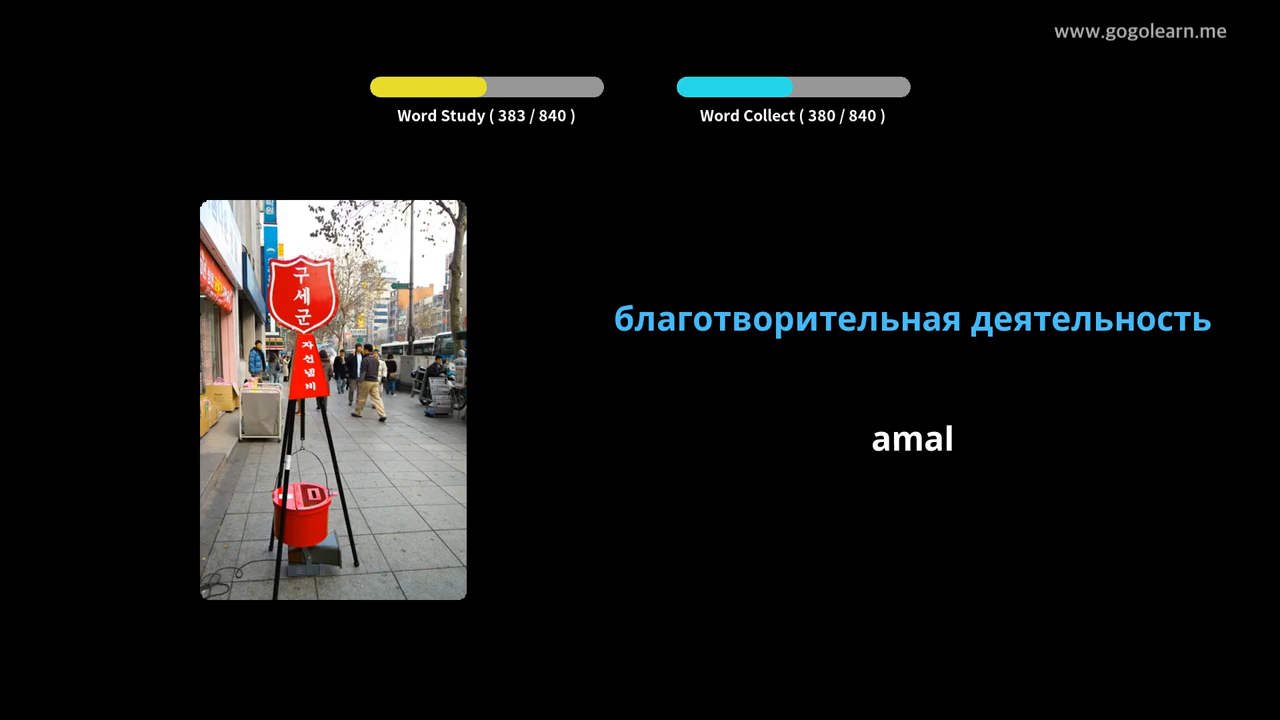 www.gogolearn.me
Word Study ( 383 / 840 )
Word Collect ( 380 / 840 )
구세군
자선냄비
благотворительная деятельность
amal